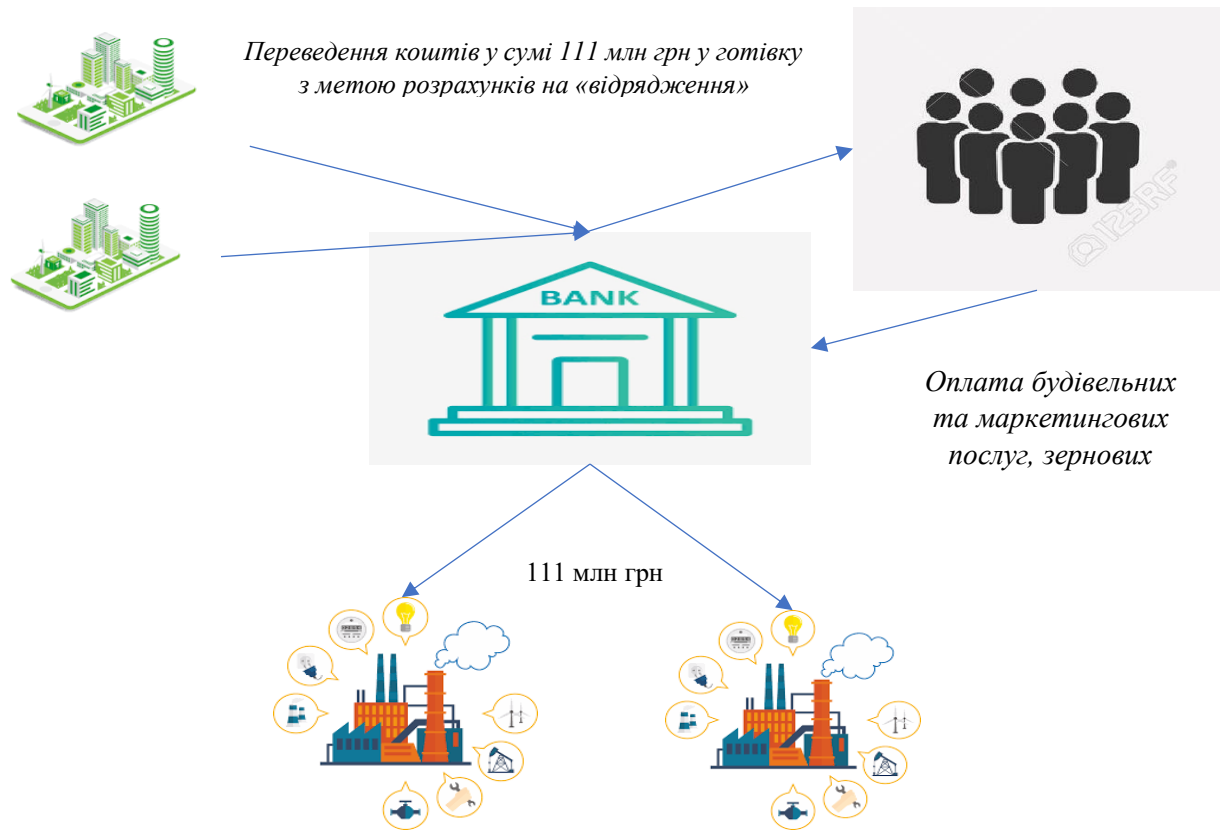 Переведення коштів у сумі 111 млн грн у готівку
з метою розрахунків на «відрядження»
123RF
BANK
Оплата будівельних
та маркетингових
послуг, зернових
111 млн грн